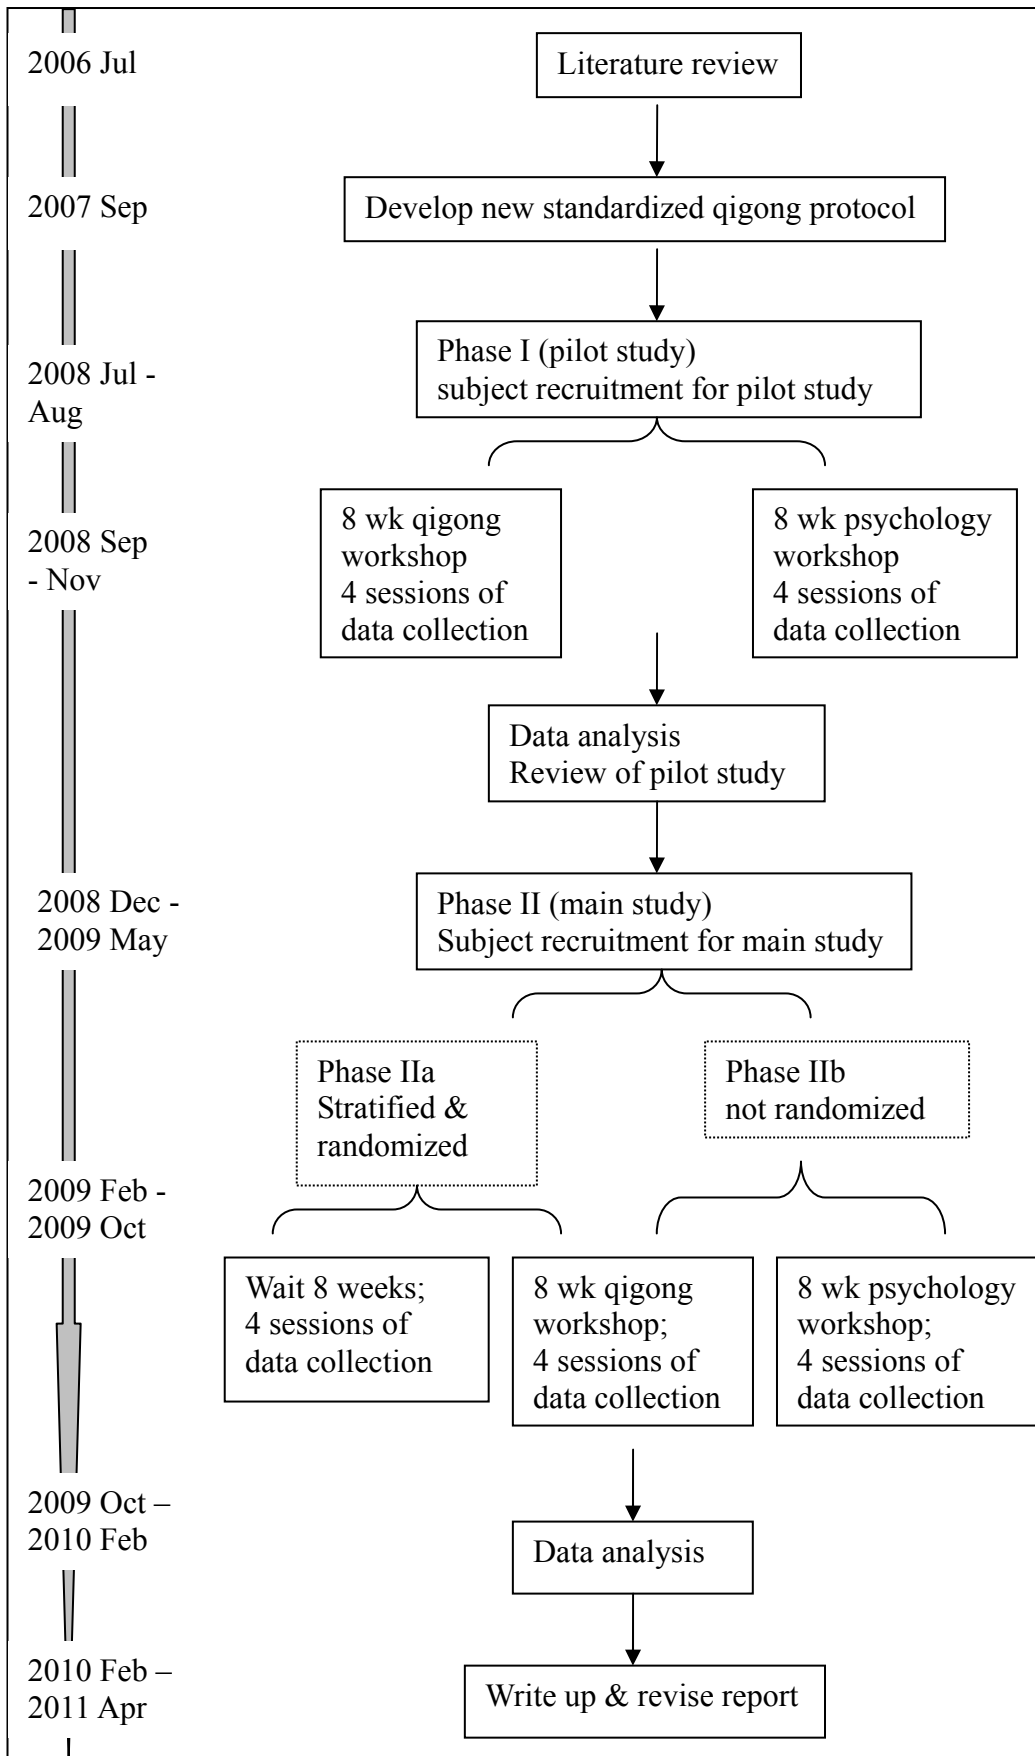 2006 Jul
Literature review
2007 Sep
Develop new standardized qigong protocol
Phase I (pilot study)
subject recruitment for pilot study
2008 Jul -
Aug
8 wk qigong
workshop
4 sessions of
data collection
8 wk psychology
workshop
4 sessions of
data collection
2008 Sep
- Nov
Data analysis
Review of pilot study
2008 Dec -
2009 May
Phase II (main study)
Subject recruitment for main study
Phase IIa
Stratified &
randomized
Phase IIb
not randomized
2009 Feb -
2009 Oct
Wait 8 weeks;
4 sessions of
data collection
8 wk qigong
workshop;
4 sessions of
data collection
8 wk psychology
workshop;
4 sessions of
data collection
2009 Oct –
2010 Feb
Data analysis
2010 Feb –
2011 Apr
Write up & revise report